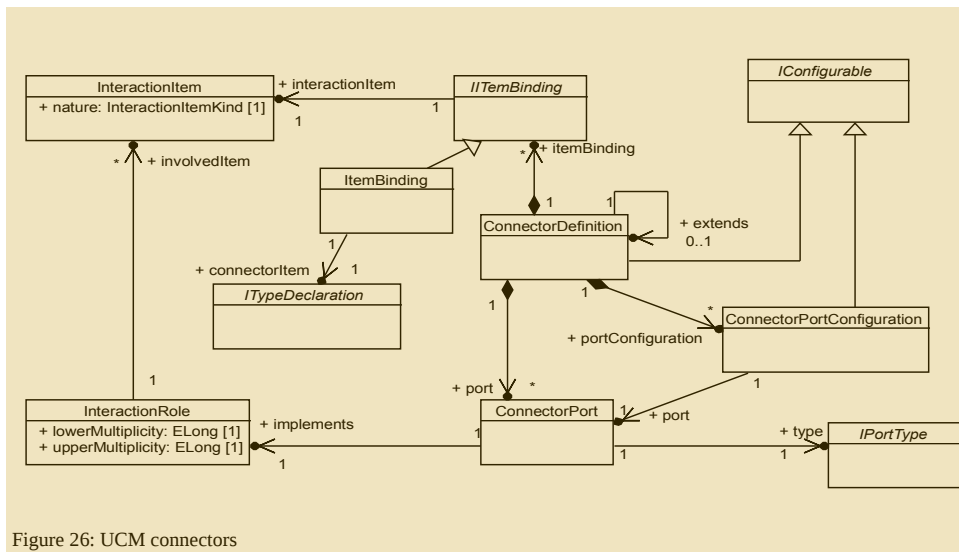 IConfigurable
InteractionItem
+ nature: InteractionItemKind [1]
+ interactionItem
1
1
IITemBinding
* + involvedItem
* + itemBinding
ItemBinding
1
1
ConnectorDefinition
+ extends
0..1
1
1
+ connectorItem
ITypeDeclaration
1
1
*
+ portConfiguration
ConnectorPortConfiguration
1
+ port
*
1
1
+ port
InteractionRole
+ lowerMultiplicity: ELong [1]
+ upperMultiplicity: ELong [1]
+ implements
1
1
ConnectorPort
1
1
+ type
IPortType
Figure 26: UCM connectors